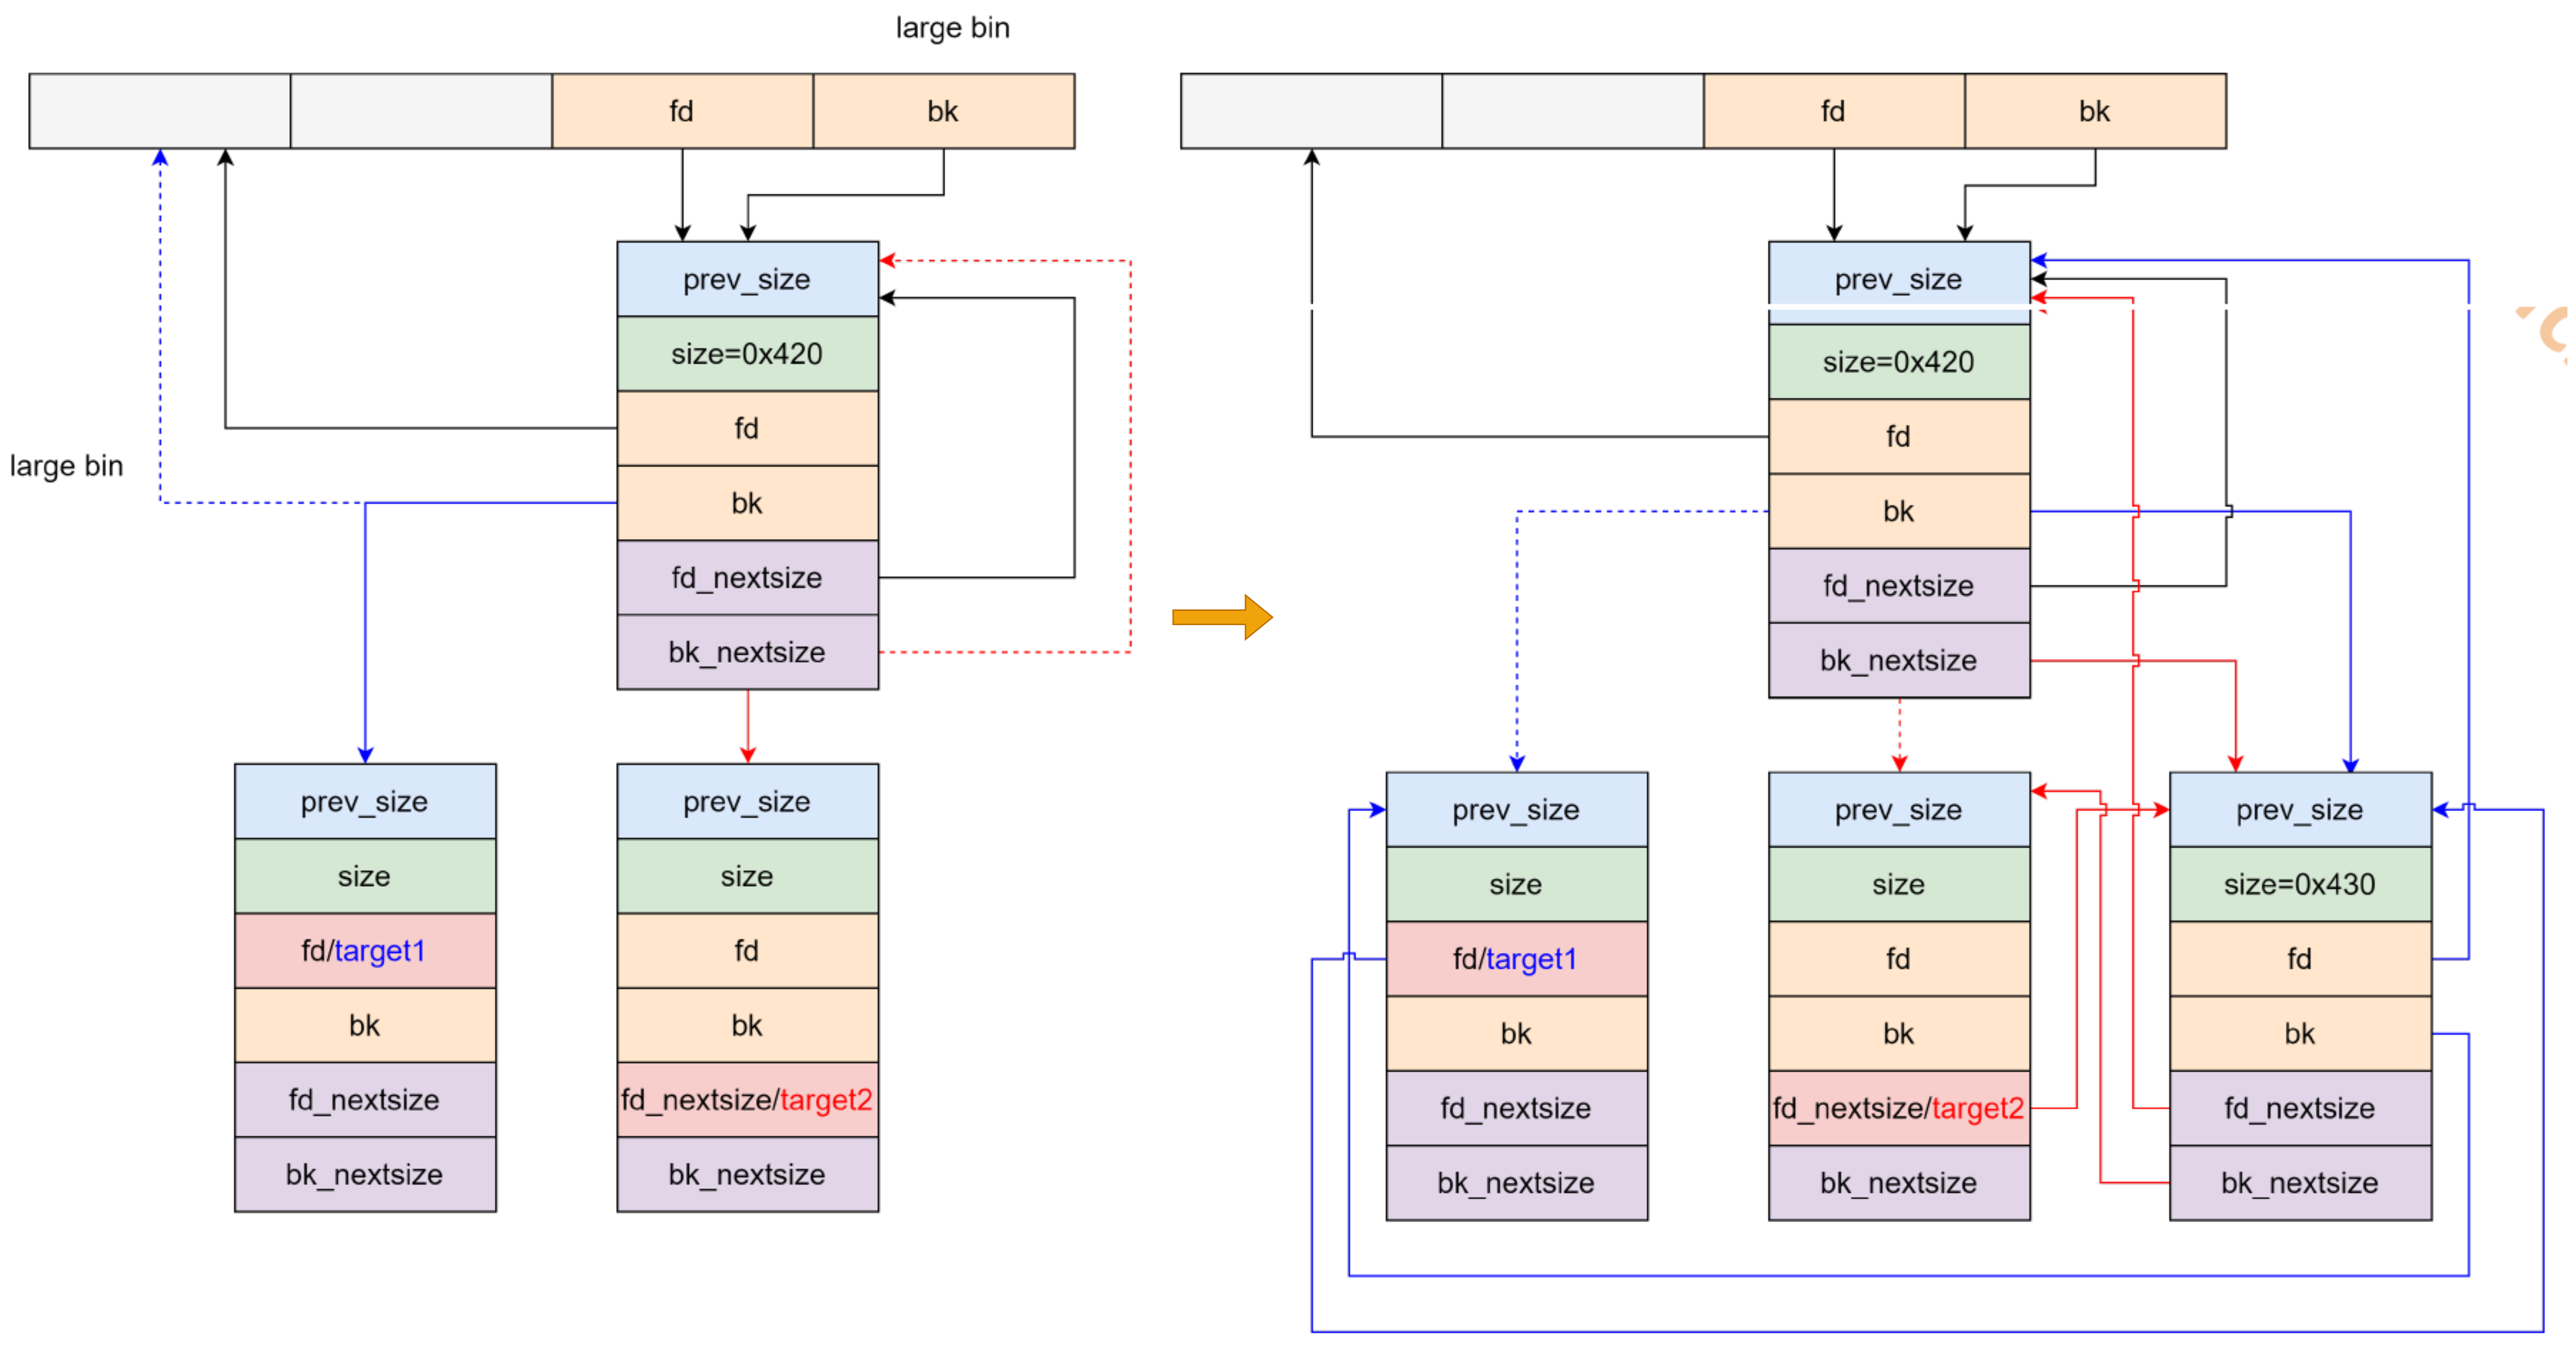 large bin
fd
bk
prev_size
size=0x420
fd
bk
fd_nextsize
bk_nextsize
large bin
prev_size
size
fd/target1
bk
fd_nextsize
bk_nextsize
prev_size
size
fd
bk
fd_nextsize/target2
bk_nextsize
fd
bk
prev_size
size=0x420
fd
bk
fd_nextsize
bk_nextsize
prev_size
size
fd/target1
bk
fd_nextsize
bk_nextsize
prev_size
size
fd
bk
fd_nextsize/target2
bk_nextsize
prev_size
size=0x430
fd
bk
fd_nextsize
bk_nextsize